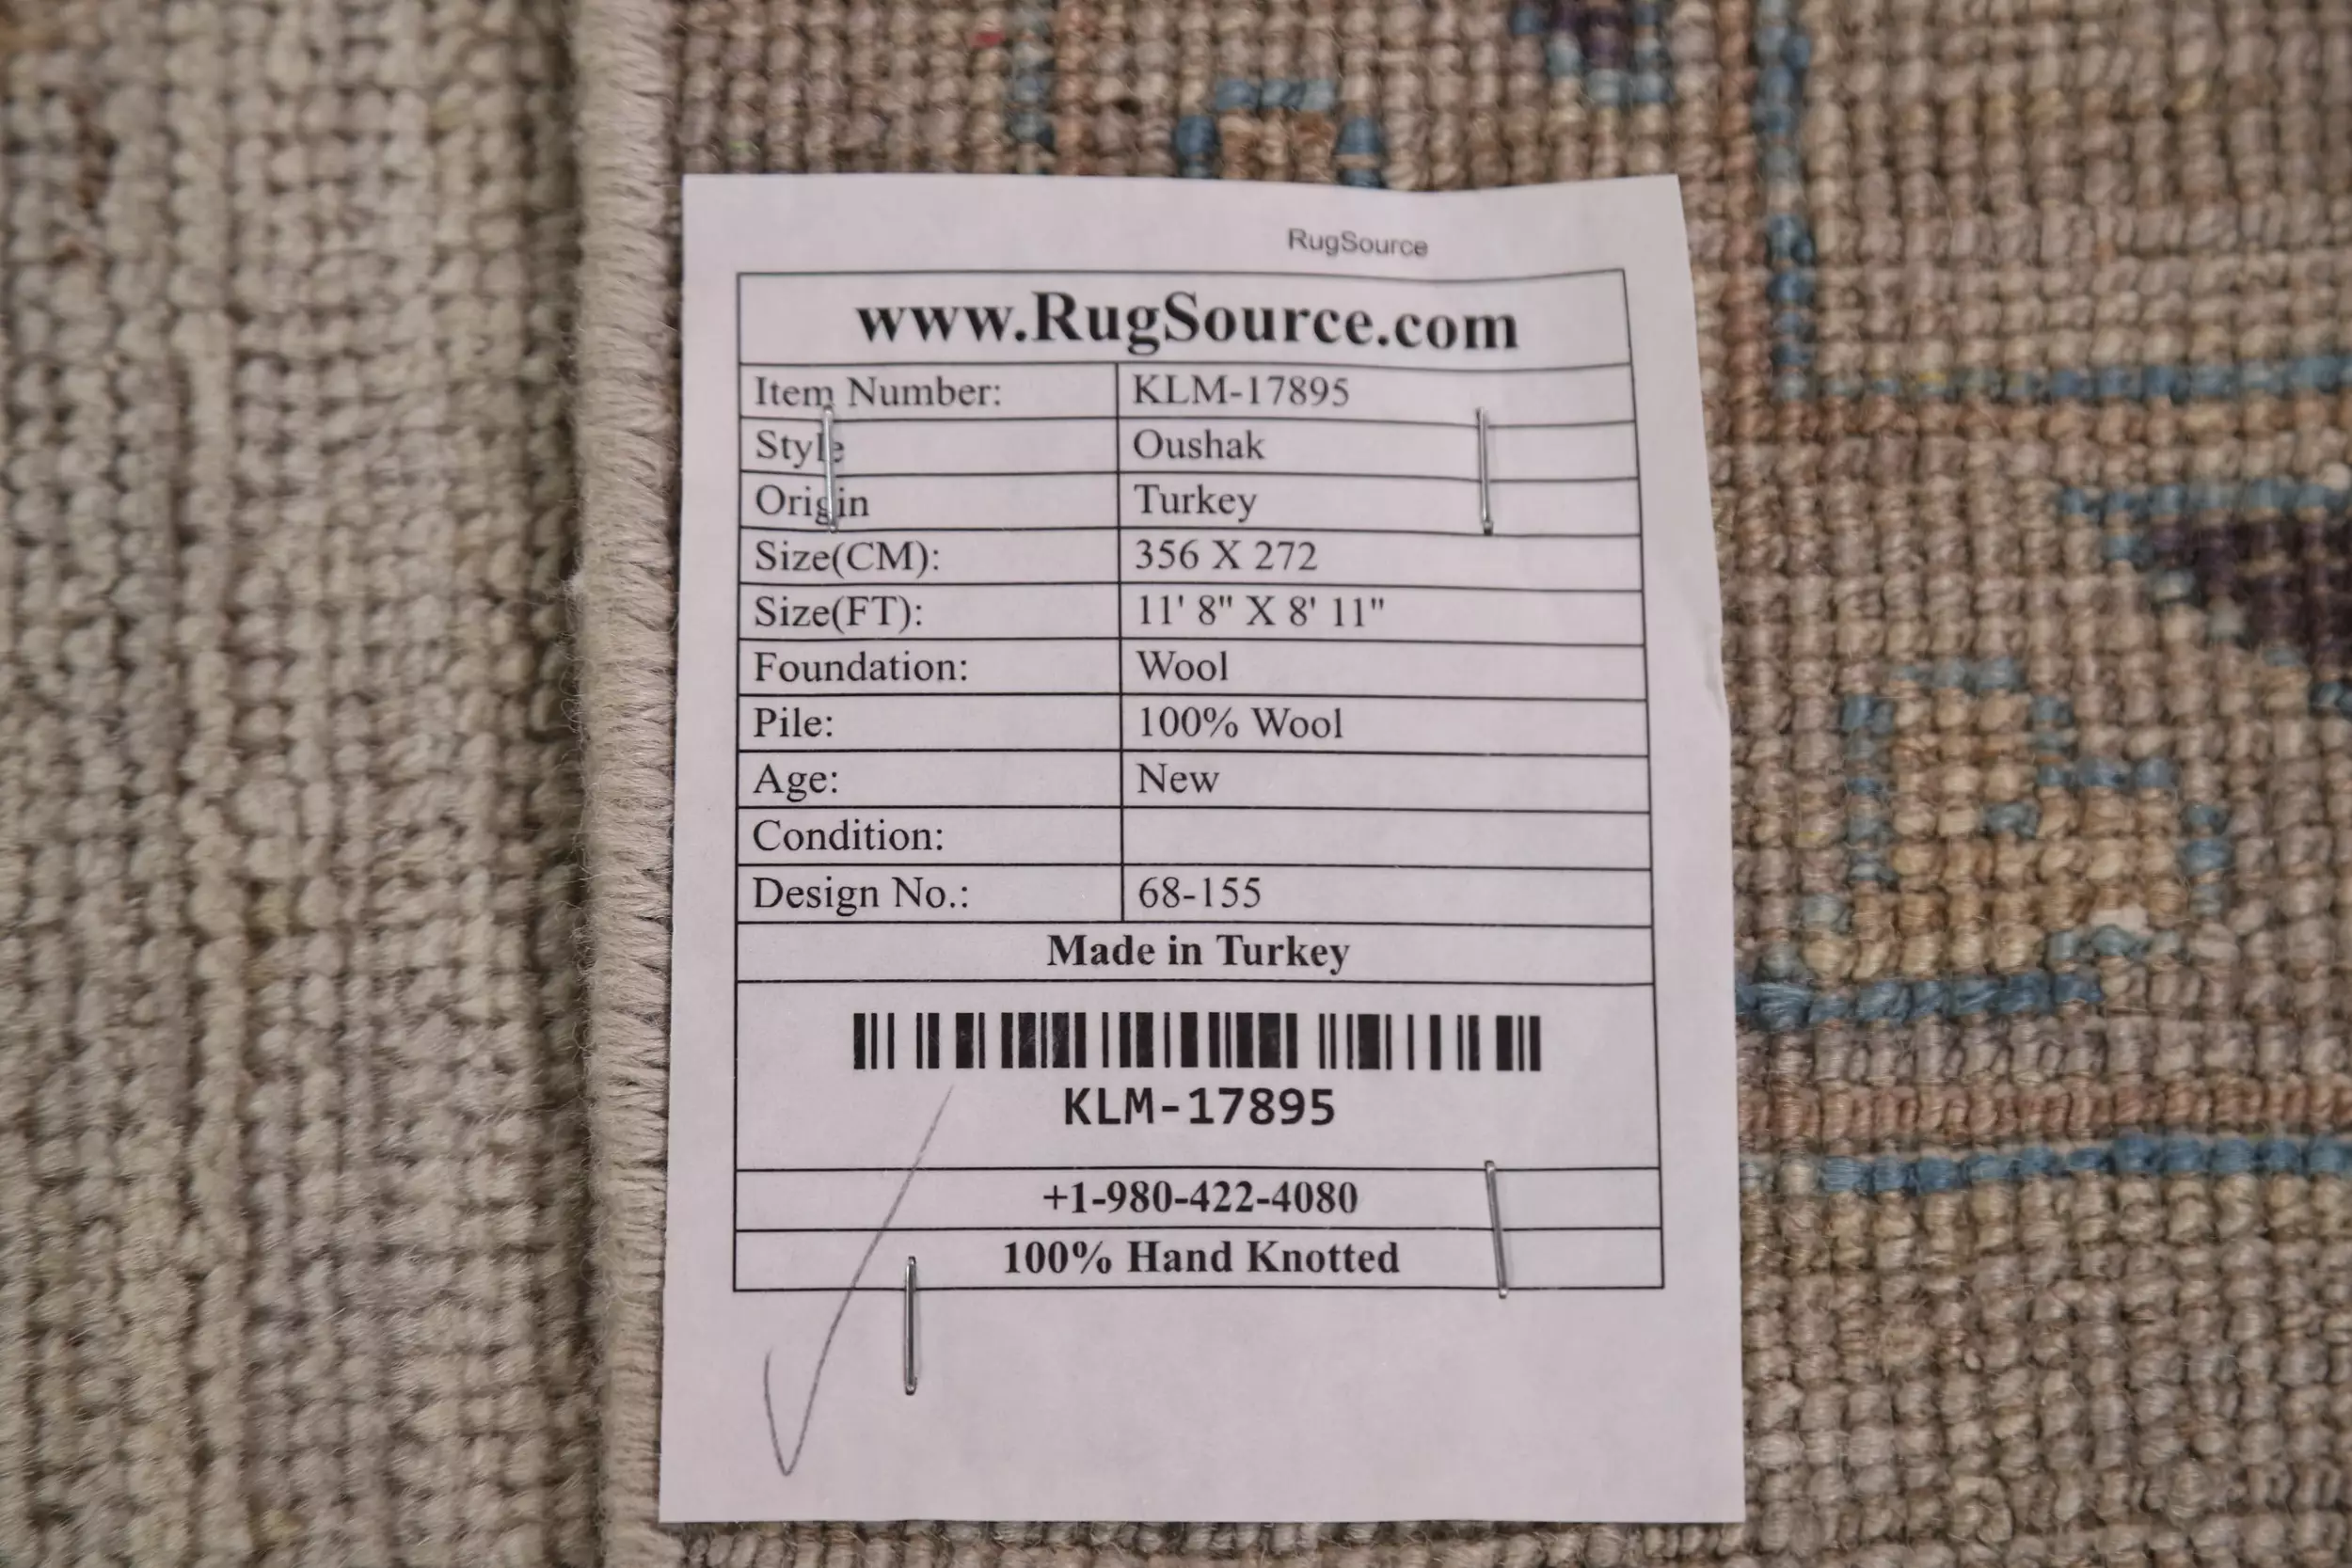 RugSource
www.RugSource.com
Item Number: KLM-17895
Style Oushak
Origin Turkey
Size(CM): 356 X 272
Size(FT): 11' 8" X 8' 11"
Foundation: Wool
Pile: 100% Wool
Age: New
Condition:
Design No.: 68-155
Made in Turkey
KLM-17895
+1-980-422-4080
100% Hand Knotted